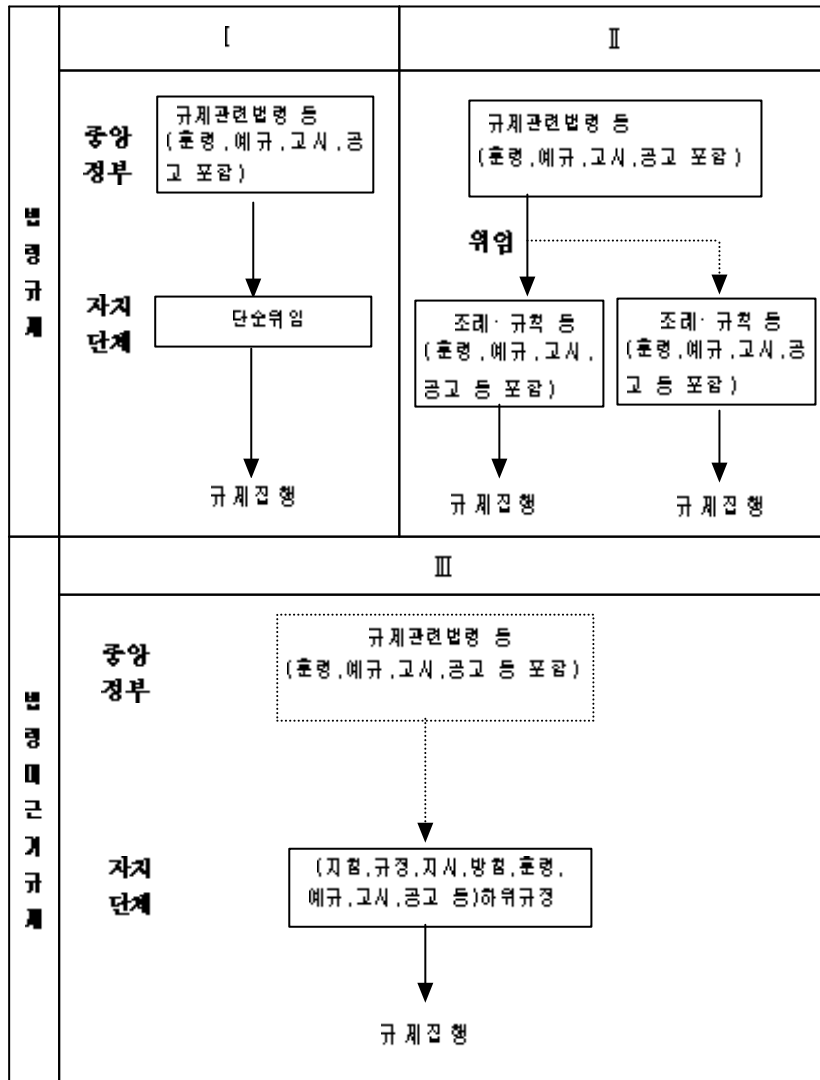 Ⅰ
Ⅱ
법령규제
중앙
정부
규제관련법령 등
(훈령,예규,고시,공
고 포함)
규제관련법령 등
(훈령,예규,고시,공고 포함)
위임
자치
단체
단순위임
조례·규칙 등
(훈령,예규,고시,
공고 등 포함)
조례·규칙 등
(훈령,예규,고시,공
고 등 포함)
규제집행
규제집행
규제집행
Ⅲ
법령미근거규제
중앙
정부
규제관련법령 등
(훈령,예규,고시,공고 등 포함)
자치
단체
(지침,규정,지시,방침,훈령,
예규,고시,공고 등)하위규정
규제집행